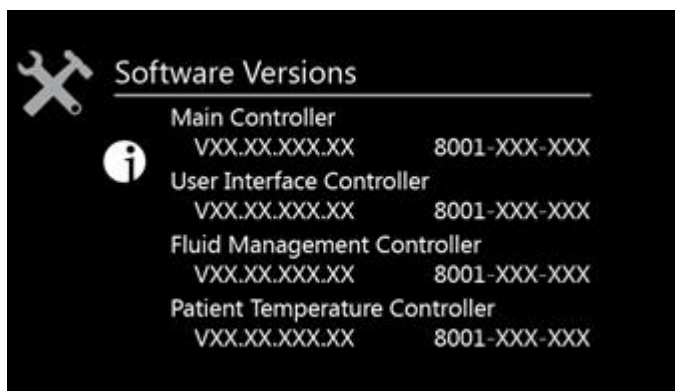 Software Versions
Main Controller
VXX.XX.XXX.XX 8001-XXX-XXX
User Interface Controller
VXX.XX.XXX.XX 8001-XXX-XXX
Fluid Management Controller
VXX.XX.XXX.XX 8001-XXX-XXX
Patient Temperature Controller
VXX.XX.XXX.XX 8001-XXX-XXX